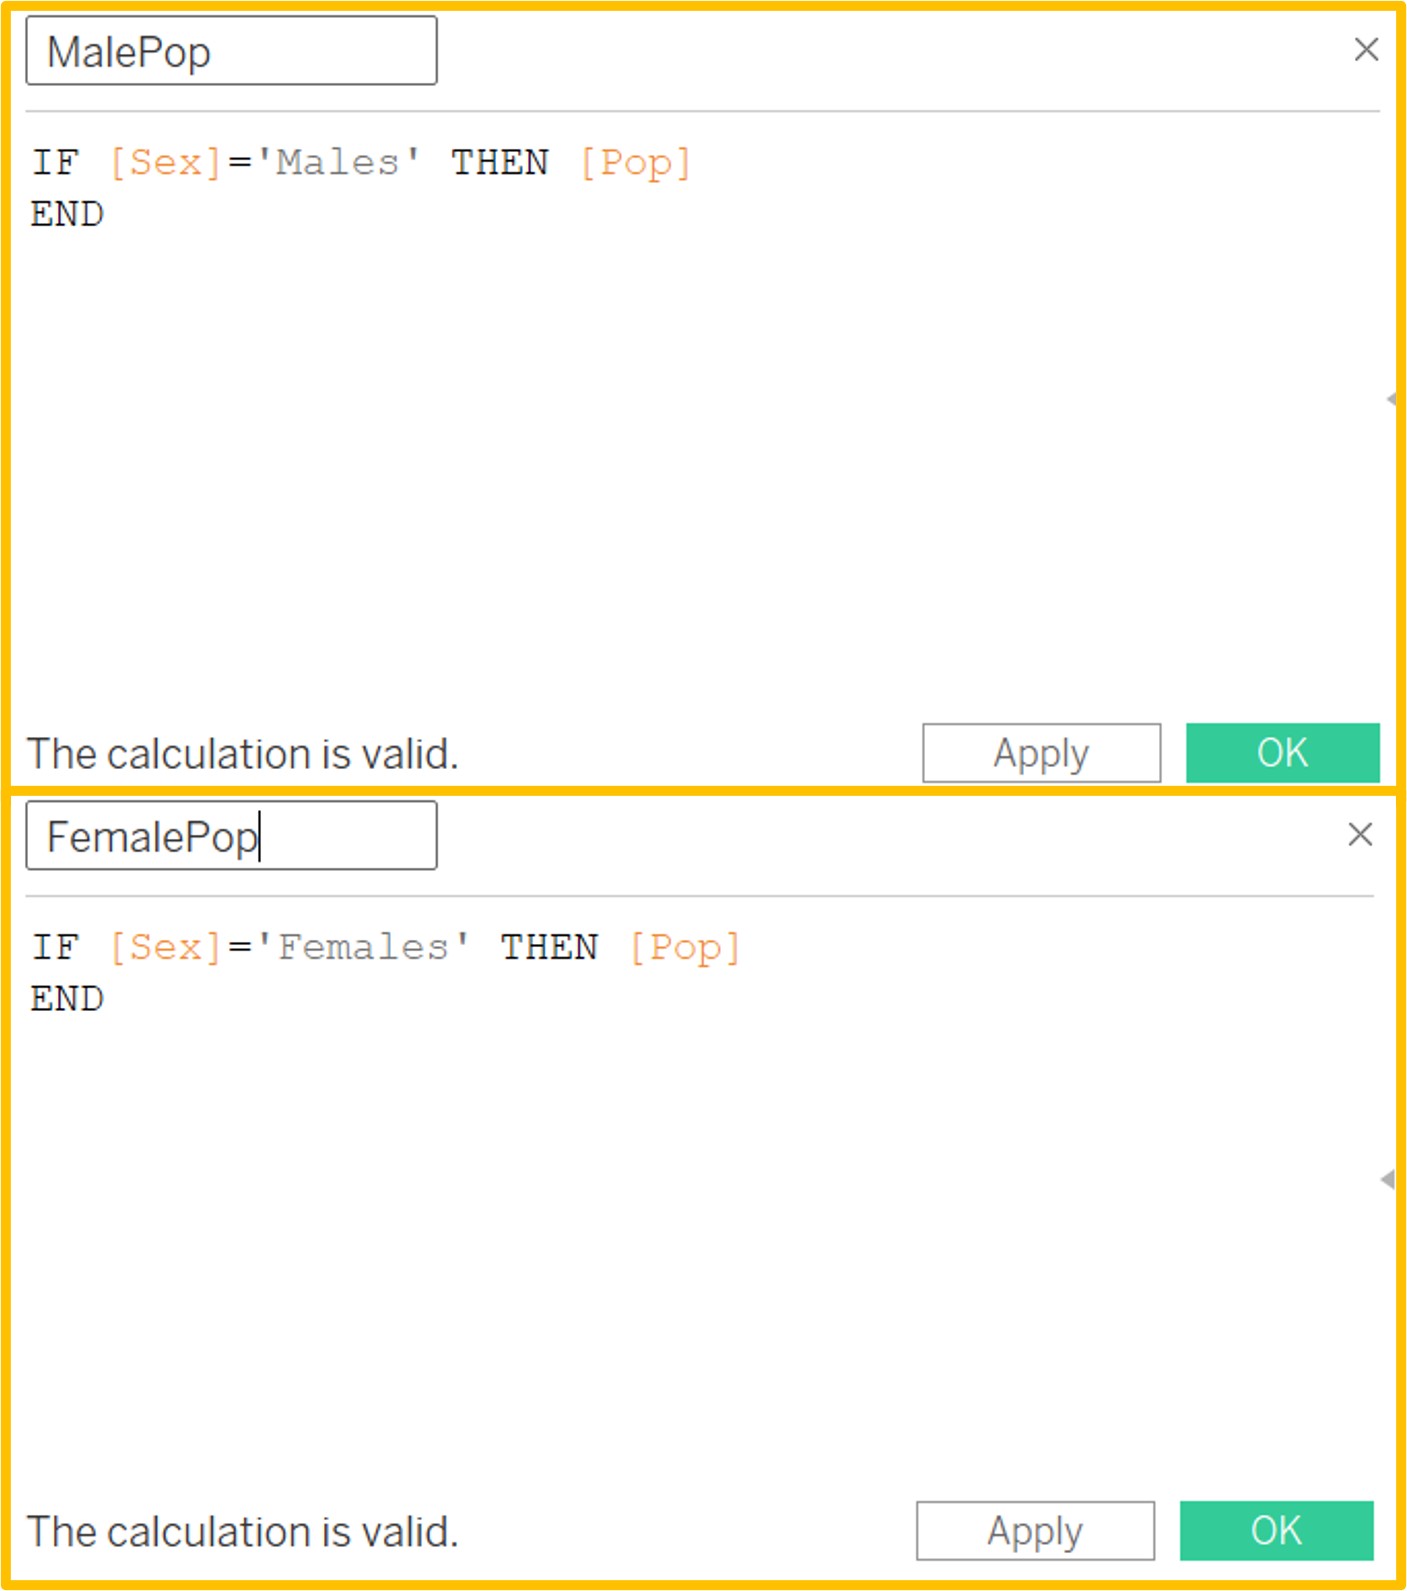 MalePop
IF [Sex]='Males' THEN [Pop]
END
The calculation is valid.
Apply
OK
FemalePop
IF [Sex]='Females' THEN [Pop]
END
The calculation is valid.
Apply
OK